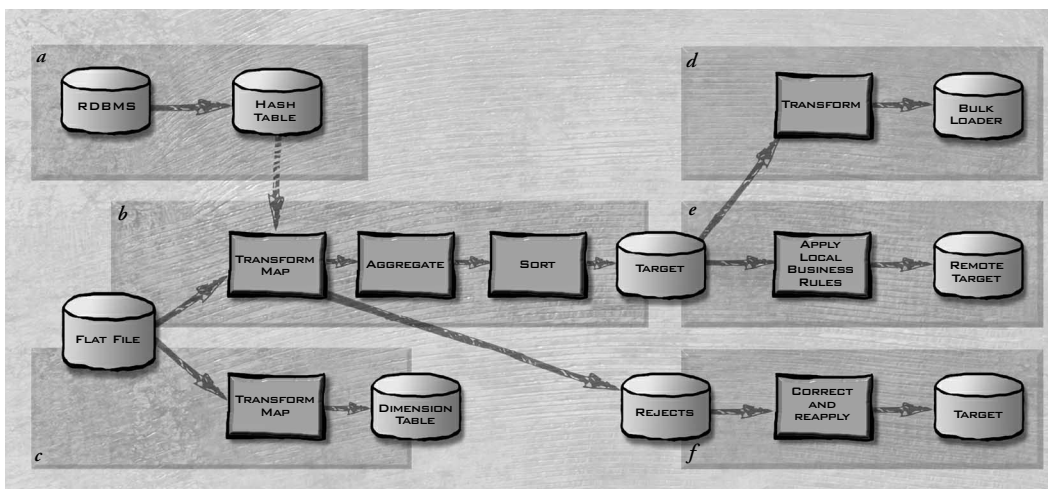 a
RDBMS
HASH
TABLE
d
TRANSFORM
BULK
LOADER
b
TRANSFORM
MAP
AGGREGATE
SORT
TARGET
e
APPLY
LOCAL
BUSINESS
RULES
REMOTE
TARGET
FLAT FILE
c
TRANSFORM
MAP
DIMENSION
TABLE
REJECTS
f
CORRECT
AND
REAPPLY
TARGET